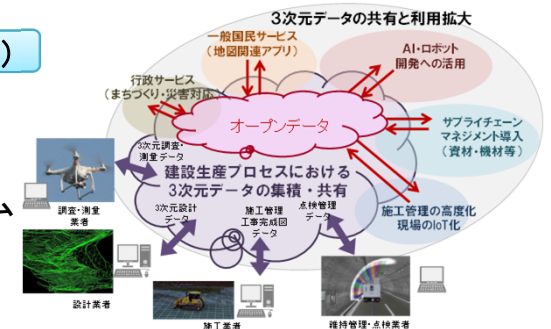 ）
3次元データの共有と利用拡大
一般国民サービス
（地図関連アプリ）
AI・ロボット
開発への活用
行政サービス
（まちづくり・災害対応）
オープンデータ
サプライチェーン
マネジメント導入
（資材・機材等）
3次元調査・
測量データ
建設生産プロセスにおける
3次元データの集積・共有
ム
調査・測量
業者
3次元設計
データ
施工管理
工事完成図
データ
点検管理
データ
施工管理の高度化
現場のIoT化
設計業者
施工業者
維持管理・点検業者